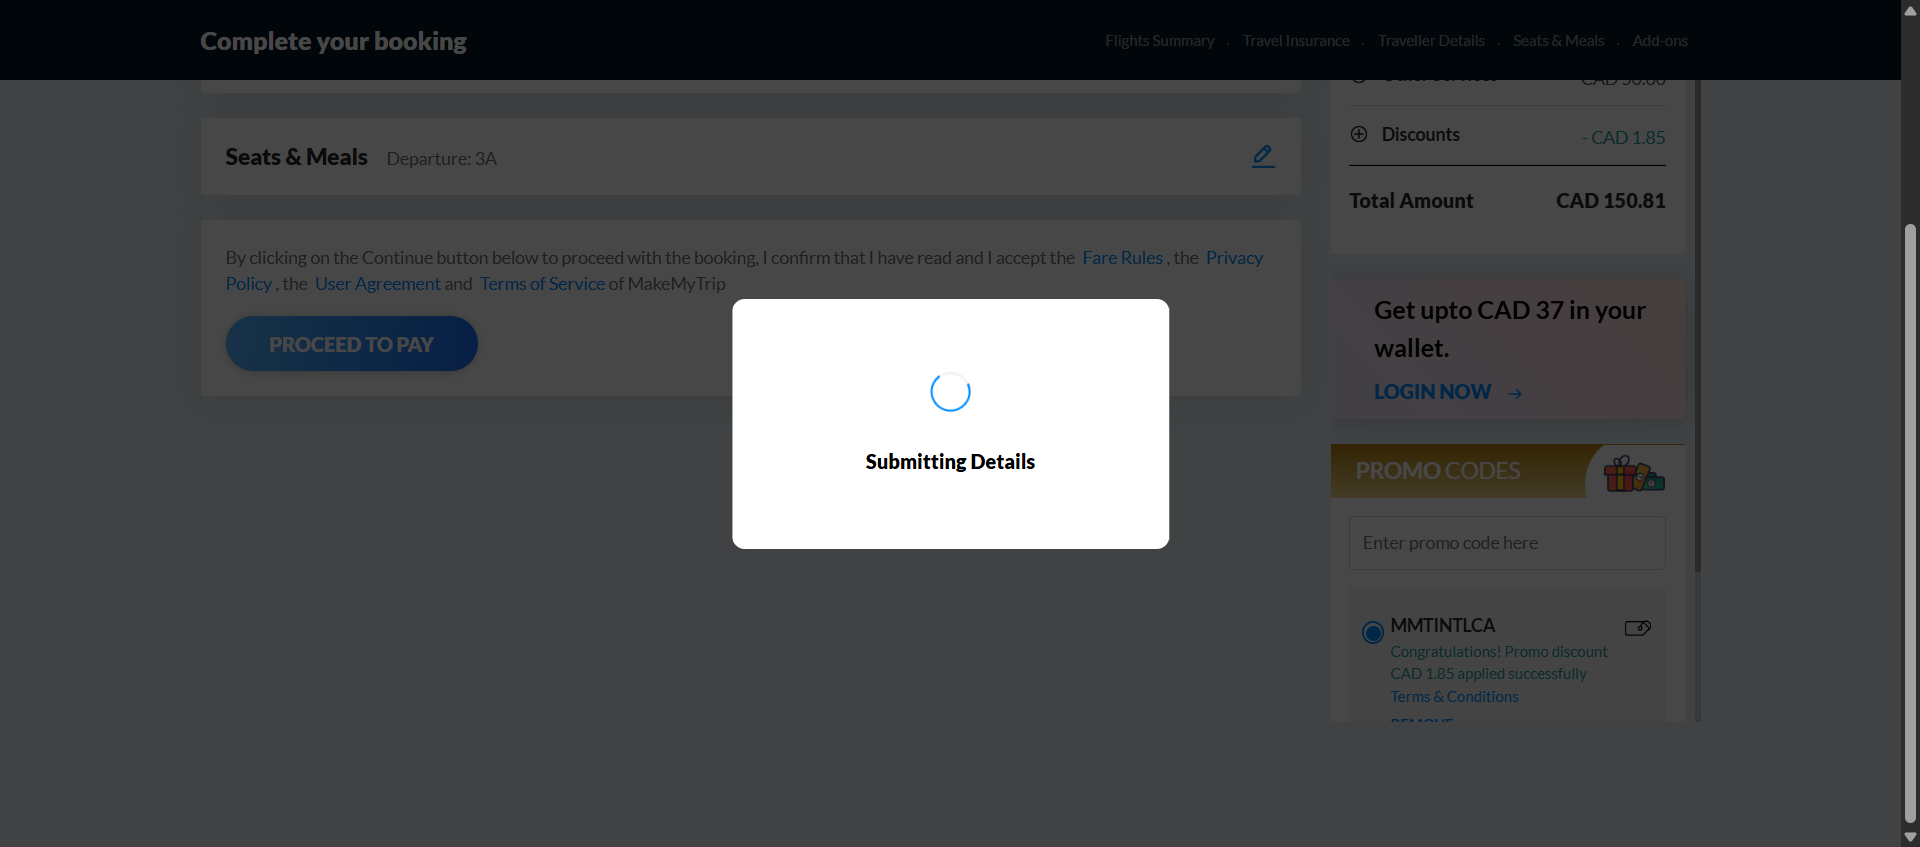 Complete your booking
Flights Summary . Travel Insurance . Traveller Details . Seats & Meals . Add-ons
Seats & Meals Departure: 3A
By clicking on the Continue button below to proceed with the booking, I confirm that I have read and I accept the Fare Rules , the Privacy
Policy , the User Agreement and Terms of Service of MakeMyTrip
PROCEED TO PAY
Submitting Details
Discounts - CAD 1.85
Total Amount CAD 150.81
Get upto CAD 37 in your
wallet.
LOGIN NOW →
PROMO CODES
Enter promo code here
MMTINTLCA
Congratulations! Promo discount
CAD 1.85 applied successfully
Terms & Conditions